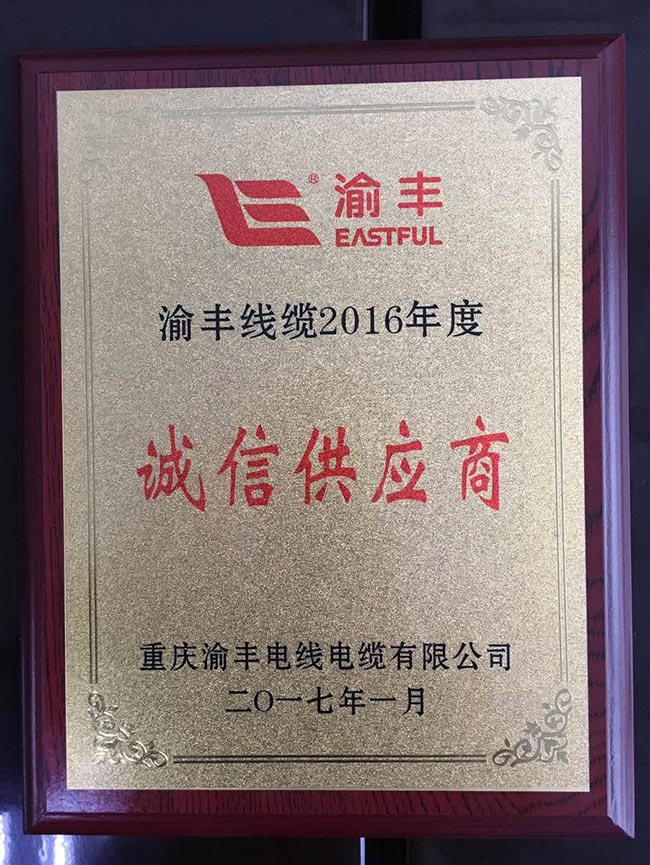 ® 渝丰
EASTFUL
渝丰线缆2016年度
诚信供应商
重庆渝丰电线电缆有限公司
二〇一七年一月